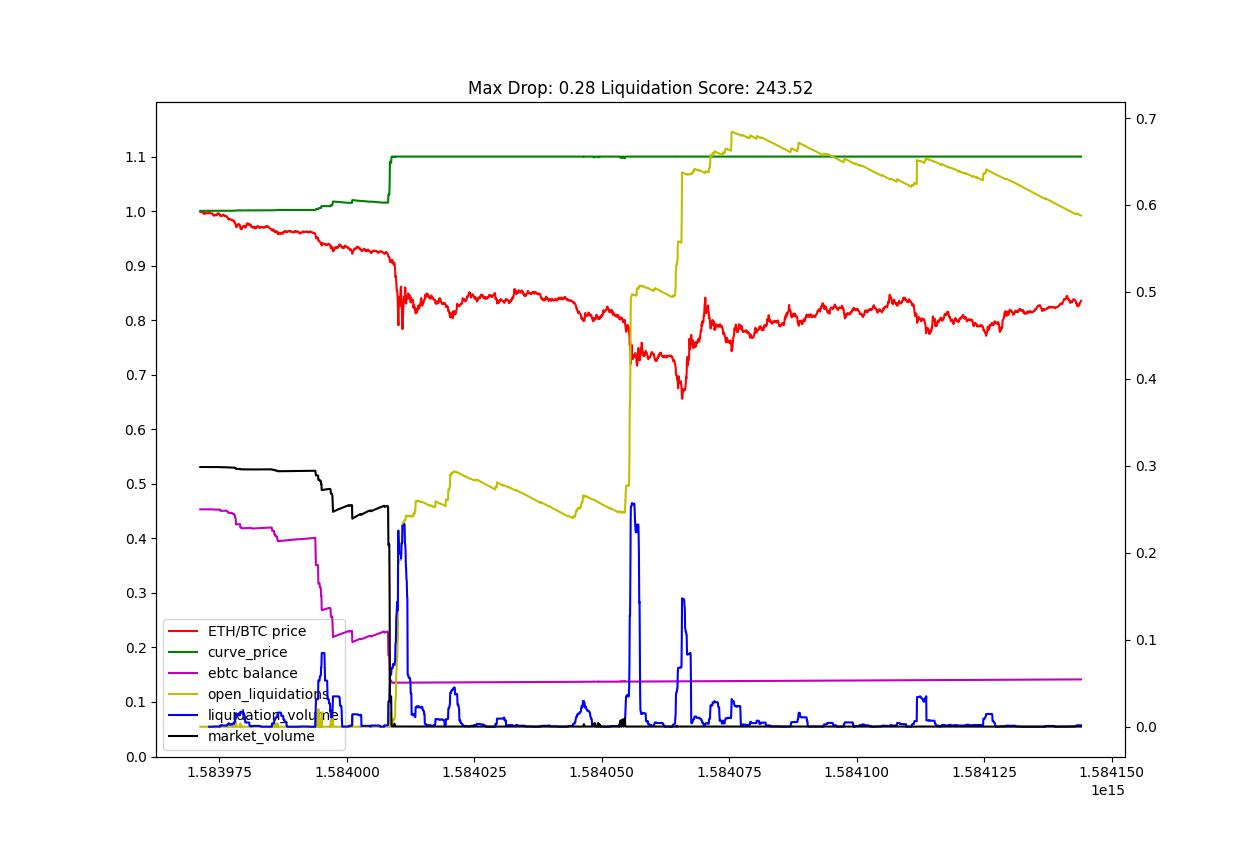 Max Drop: 0.28 Liquidation Score: 243.52
1.1
1.0
0.9
0.8
0.7
0.6
0.5
0.4
0.3
0.2
0.1
0.0
0.7
0.6
0.5
0.4
0.3
0.2
0.1
0.0
ETH/BTC price
curve_price
ebtc balance
open_liquidations
liquidation_volume
market_volume
1.583975 1.584000 1.584025 1.584050 1.584075 1.584100 1.584125 1.584150
1e15